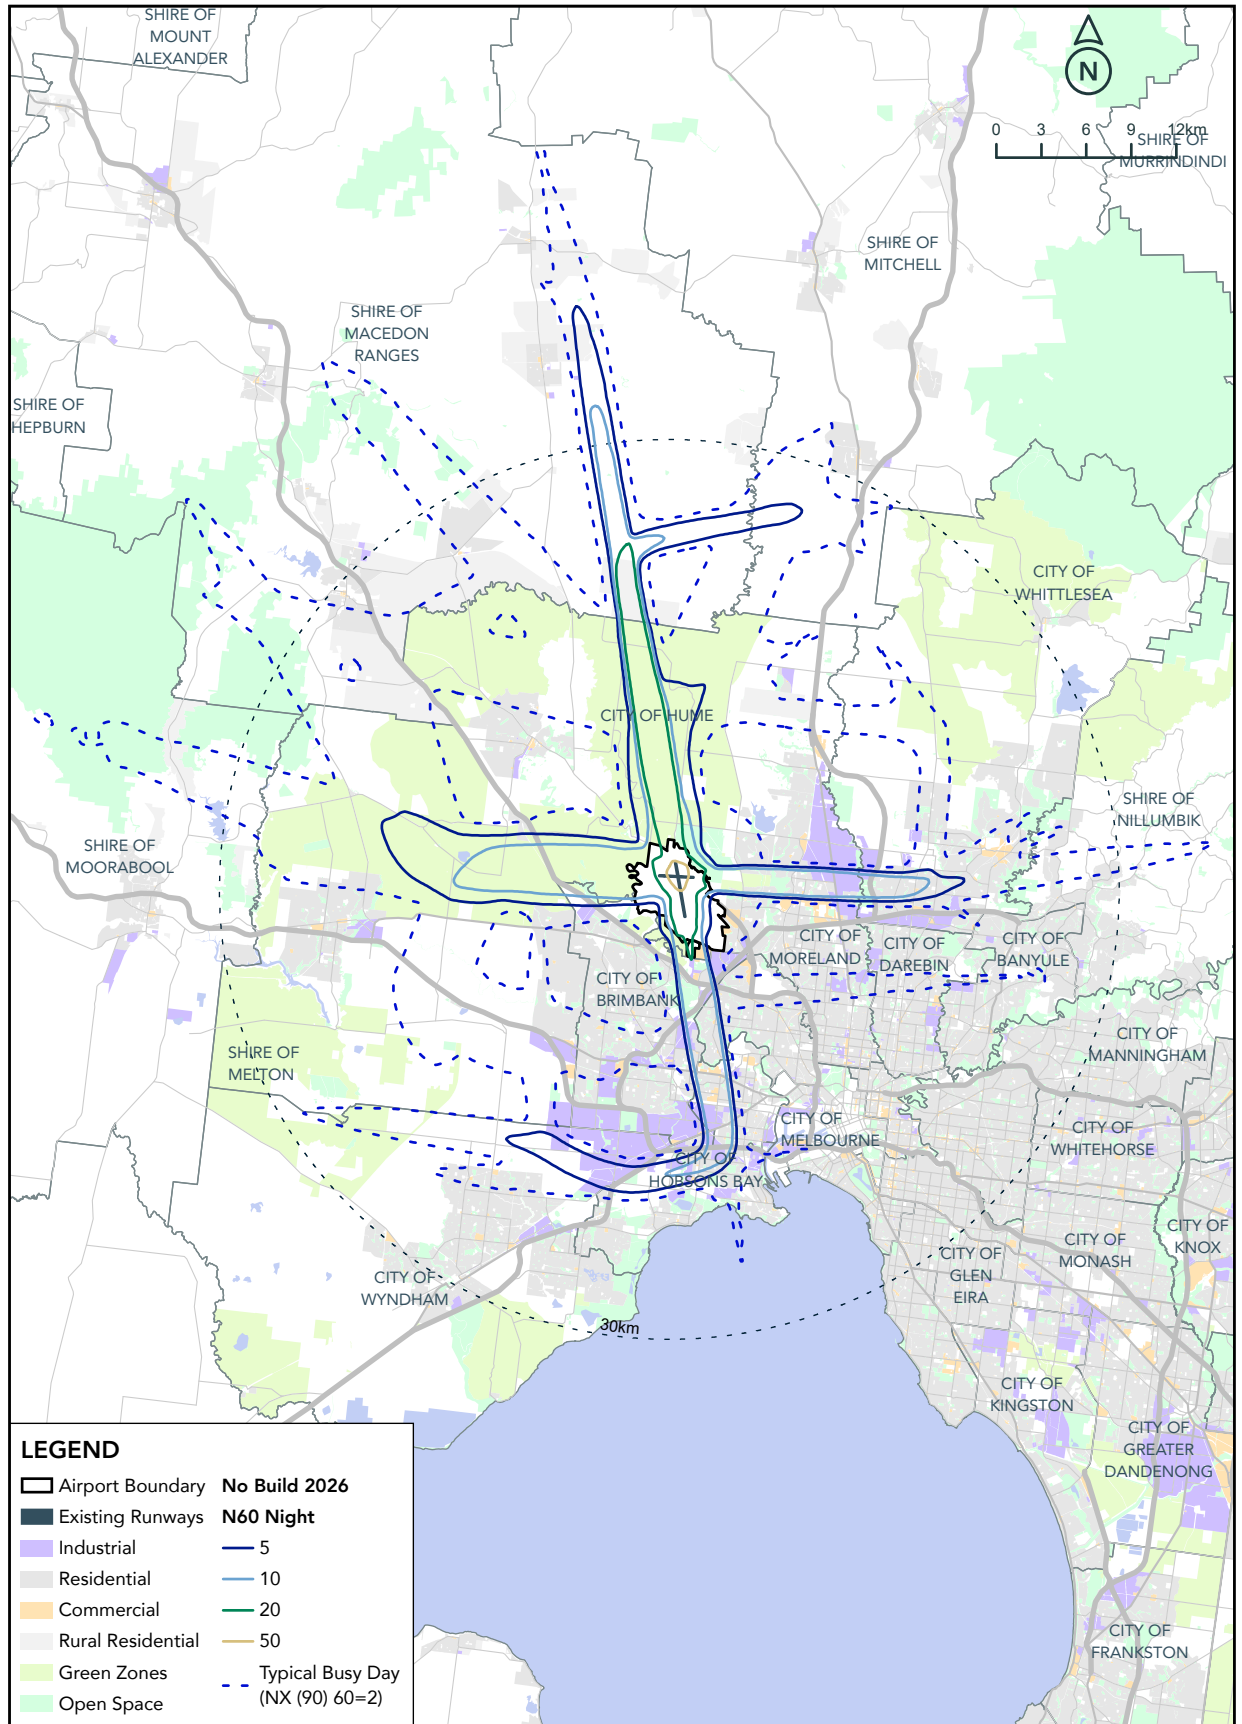 SHIRE OF
MOUNT
ALEXANDER
N
0 3 6 9 12km
SHIRE OF
MURRINDINDI
SHIRE OF
MITCHELL
SHIRE OF
MACEDON
RANGES
SHIRE OF
HEPBURN
CITY OF
WHITTLESEA
CITY OF HUME
SHIRE OF
NILLUMBIK
SHIRE OF
MOORABOOL
CITY OF
MORELAND
CITY OF
DAREBIN
CITY OF
BANYULE
CITY OF
BRIMBANK
CITY OF
MANNINGHAM
SHIRE OF
MELTON
CITY OF
MELBOURNE
CITY OF
WHITEHORSE
CITY OF
HOBSONS BAY
CITY OF
KNOX
CITY OF
MONASH
CITY OF
GLEN
EIRA
CITY OF
WYNDHAM
30km
CITY OF
KINGSTON
CITY OF
GREATER
DANDENONG
CITY OF
FRANKSTON
LEGEND
Airport Boundary
Existing Runways
Industrial
Residential
Commercial
Rural Residential
Green Zones
Open Space
No Build 2026
N60 Night
5
10
20
50
Typical Busy Day
(NX (90) 60=2)